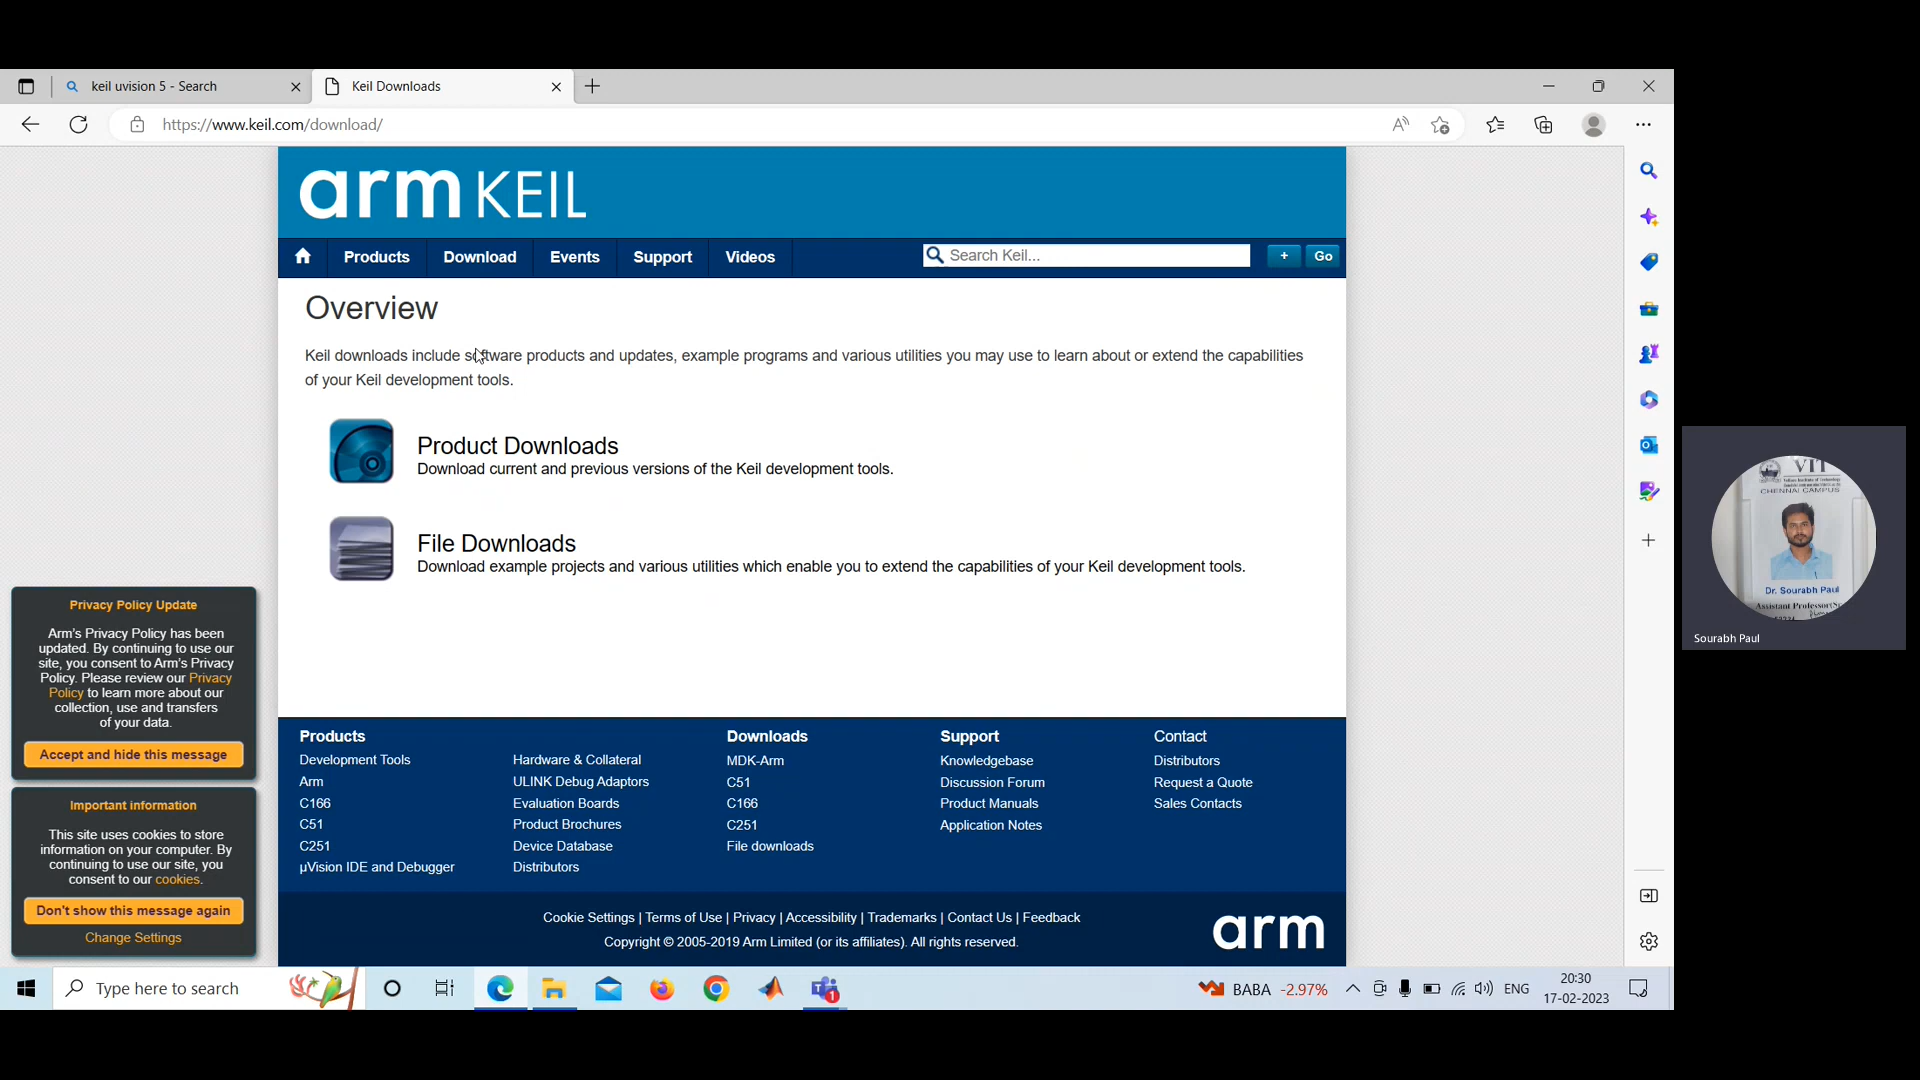 keil uvision 5 - Search
Keil Downloads
https://www.keil.com/download/
arm KEIL
Products
Download
Events
Support
Videos
Search Keil...
+
Go
Overview
Keil downloads include software products and updates, example programs and various utilities you may use to learn about or extend the capabilities
of your Keil development tools.
Product Downloads
Download current and previous versions of the Keil development tools.
File Downloads
Download example projects and various utilities which enable you to extend the capabilities of your Keil development tools.
Privacy Policy Update
Arm's Privacy Policy has been
updated. By continuing to use our
site, you consent to Arm's Privacy
Policy. Please review our Privacy
Policy to learn more about our
collection, use and transfers
of your data.
Accept and hide this message
Important information
This site uses cookies to store
information on your computer. By
continuing to use our site, you
consent to our cookies.
Don't show this message again
Change Settings
Products
Development Tools
Arm
C166
C51
C251
µVision IDE and Debugger
Hardware & Collateral
ULINK Debug Adaptors
Evaluation Boards
Product Brochures
Device Database
Distributors
Downloads
MDK-Arm
C51
C166
C251
File downloads
Support
Knowledgebase
Discussion Forum
Product Manuals
Application Notes
Contact
Distributors
Request a Quote
Sales Contacts
Cookie Settings | Terms of Use | Privacy | Accessibility | Trademarks | Contact Us | Feedback
Copyright © 2005-2019 Arm Limited (or its affiliates). All rights reserved.
arm
VIT
CHENNAI CAMPUS
Dr. Sourabh Paul
Assistant Professor
Sourabh Paul
Type here to search
1
BABA -2.97%
ENG
20:30
17-02-2023